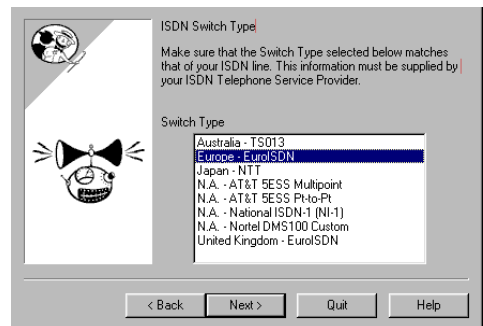 ISDN Switch Type
Make sure that the Switch Type selected below matches
that of your ISDN line. This information must be supplied by
your ISDN Telephone Service Provider.
Switch Type
Australia - TS013
Europe - EuroISDN
Japan - NTT
N.A. - AT&T 5ESS Multipoint
N.A. - AT&T 5ESS Pt-to-Pt
N.A. - National ISDN-1 (NI-1)
N.A. - Nortel DMS100 Custom
United Kingdom - EuroISDN
< Back Next > Quit Help